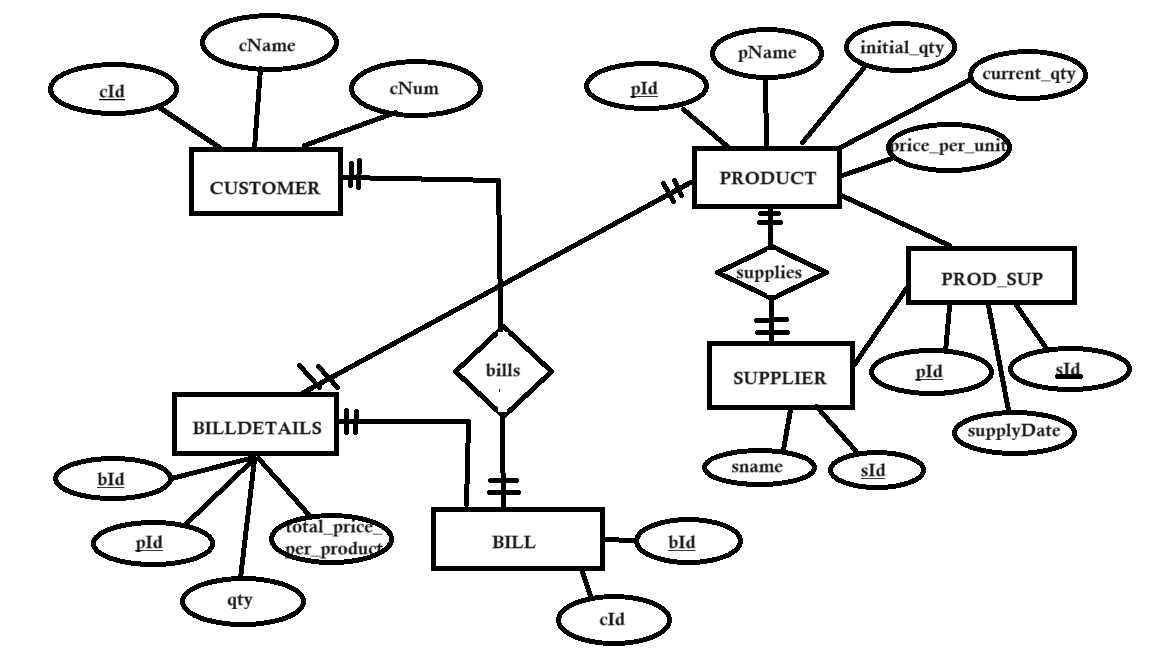 cName
cId
cNum
CUSTOMER
pName
initial_qty
pId
current_qty
price_per_unit
PRODUCT
supplies
PROD_SUP
pId
sId
supplyDate
SUPPLIER
sname
sId
bills
BILLDETAILS
bId
pId
total_price_
per_product
qty
BILL
bId
cId